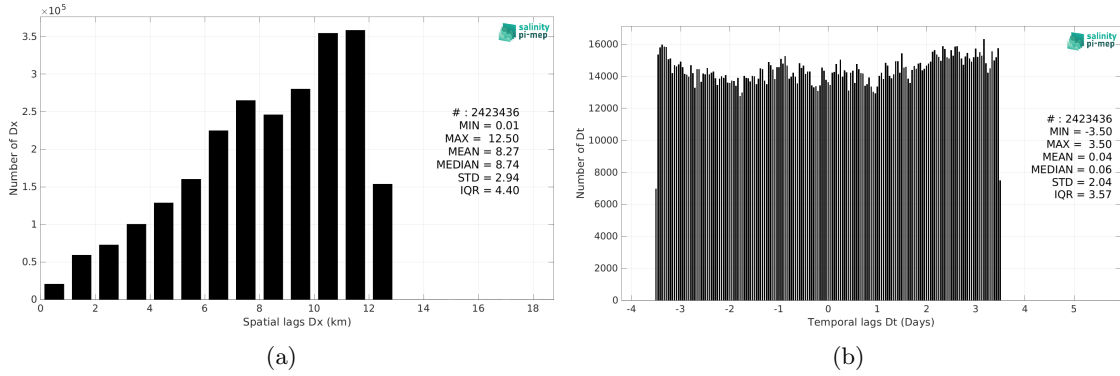 ×10⁵
3.5
3
2.5
2
1.5
1
0.5
0
0 2 4 6 8 10 12 14 16 18
Number of Dx
Spatial lags Dx (km)
salinity
pi-mep
# : 2423436
MIN = 0.01
MAX = 12.50
MEAN = 8.27
MEDIAN = 8.74
STD = 2.94
IQR = 4.40
(a)
16000
14000
12000
10000
8000
6000
4000
2000
0
-4 -3 -2 -1 0 1 2 3 4 5
Number of Dt
Temporal lags Dt (Days)
salinity
pi-mep
# : 2423436
MIN = -3.50
MAX = 3.50
MEAN = 0.04
MEDIAN = 0.06
STD = 2.04
IQR = 3.57
(b)